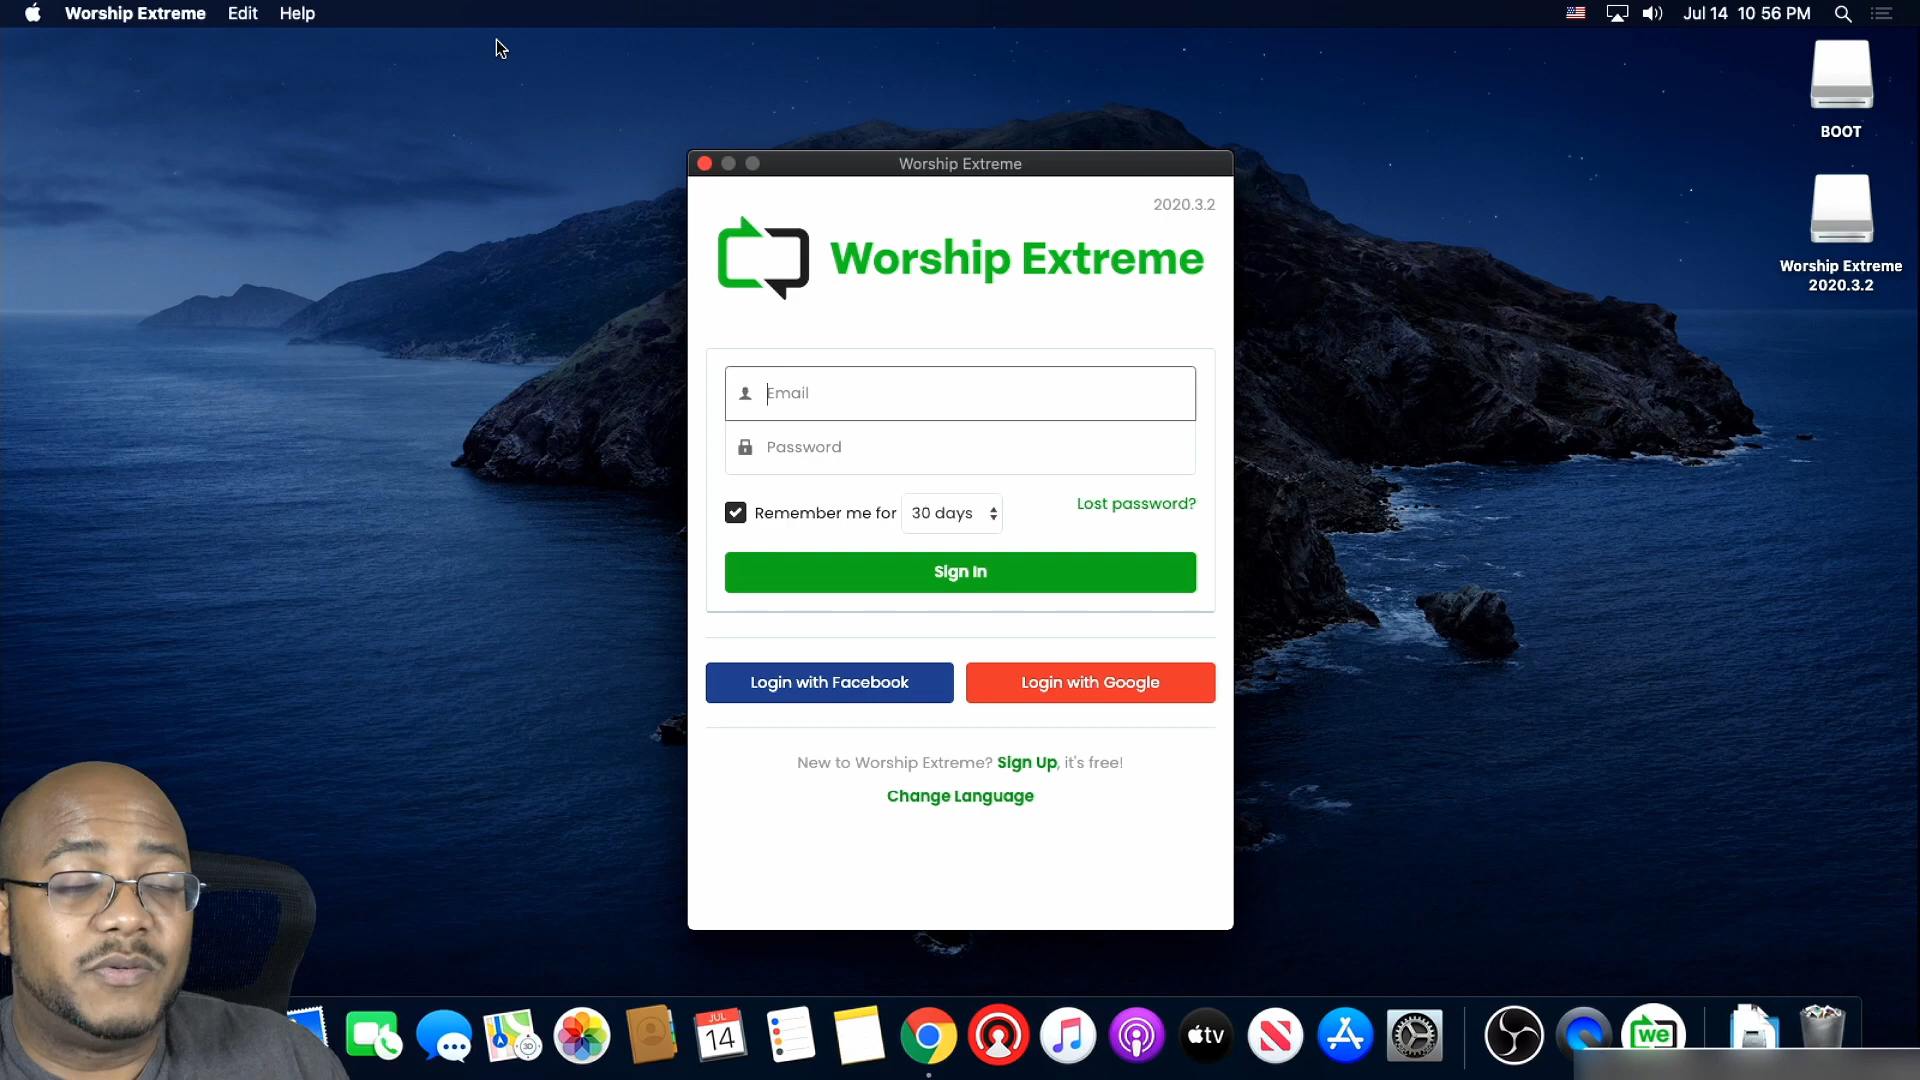 Worship Extreme Edit Help
Jul 14 10 56 PM
BOOT
Worship Extreme
2020.3.2
Worship Extreme
2020.3.2
Worship Extreme
Email
Password
Remember me for 30 days
Lost password?
Sign In
Login with Facebook Login with Google
New to Worship Extreme? Sign Up, it's free!
Change Language
3D
JUL
14
tv
we